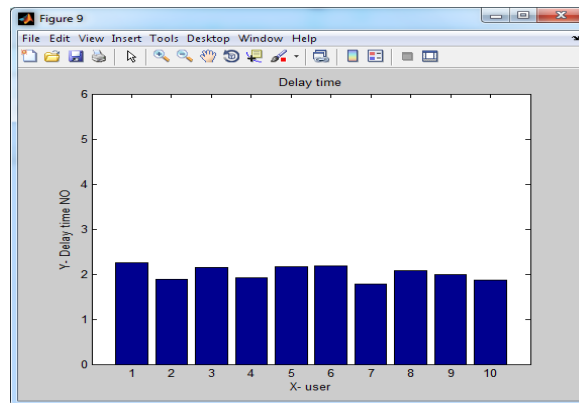 Figure 9
File Edit View Insert Tools Desktop Window Help
Delay time
6
5
4
3
2
1
0
Y- Delay time NO
1 2 3 4 5 6 7 8 9 10
X- user